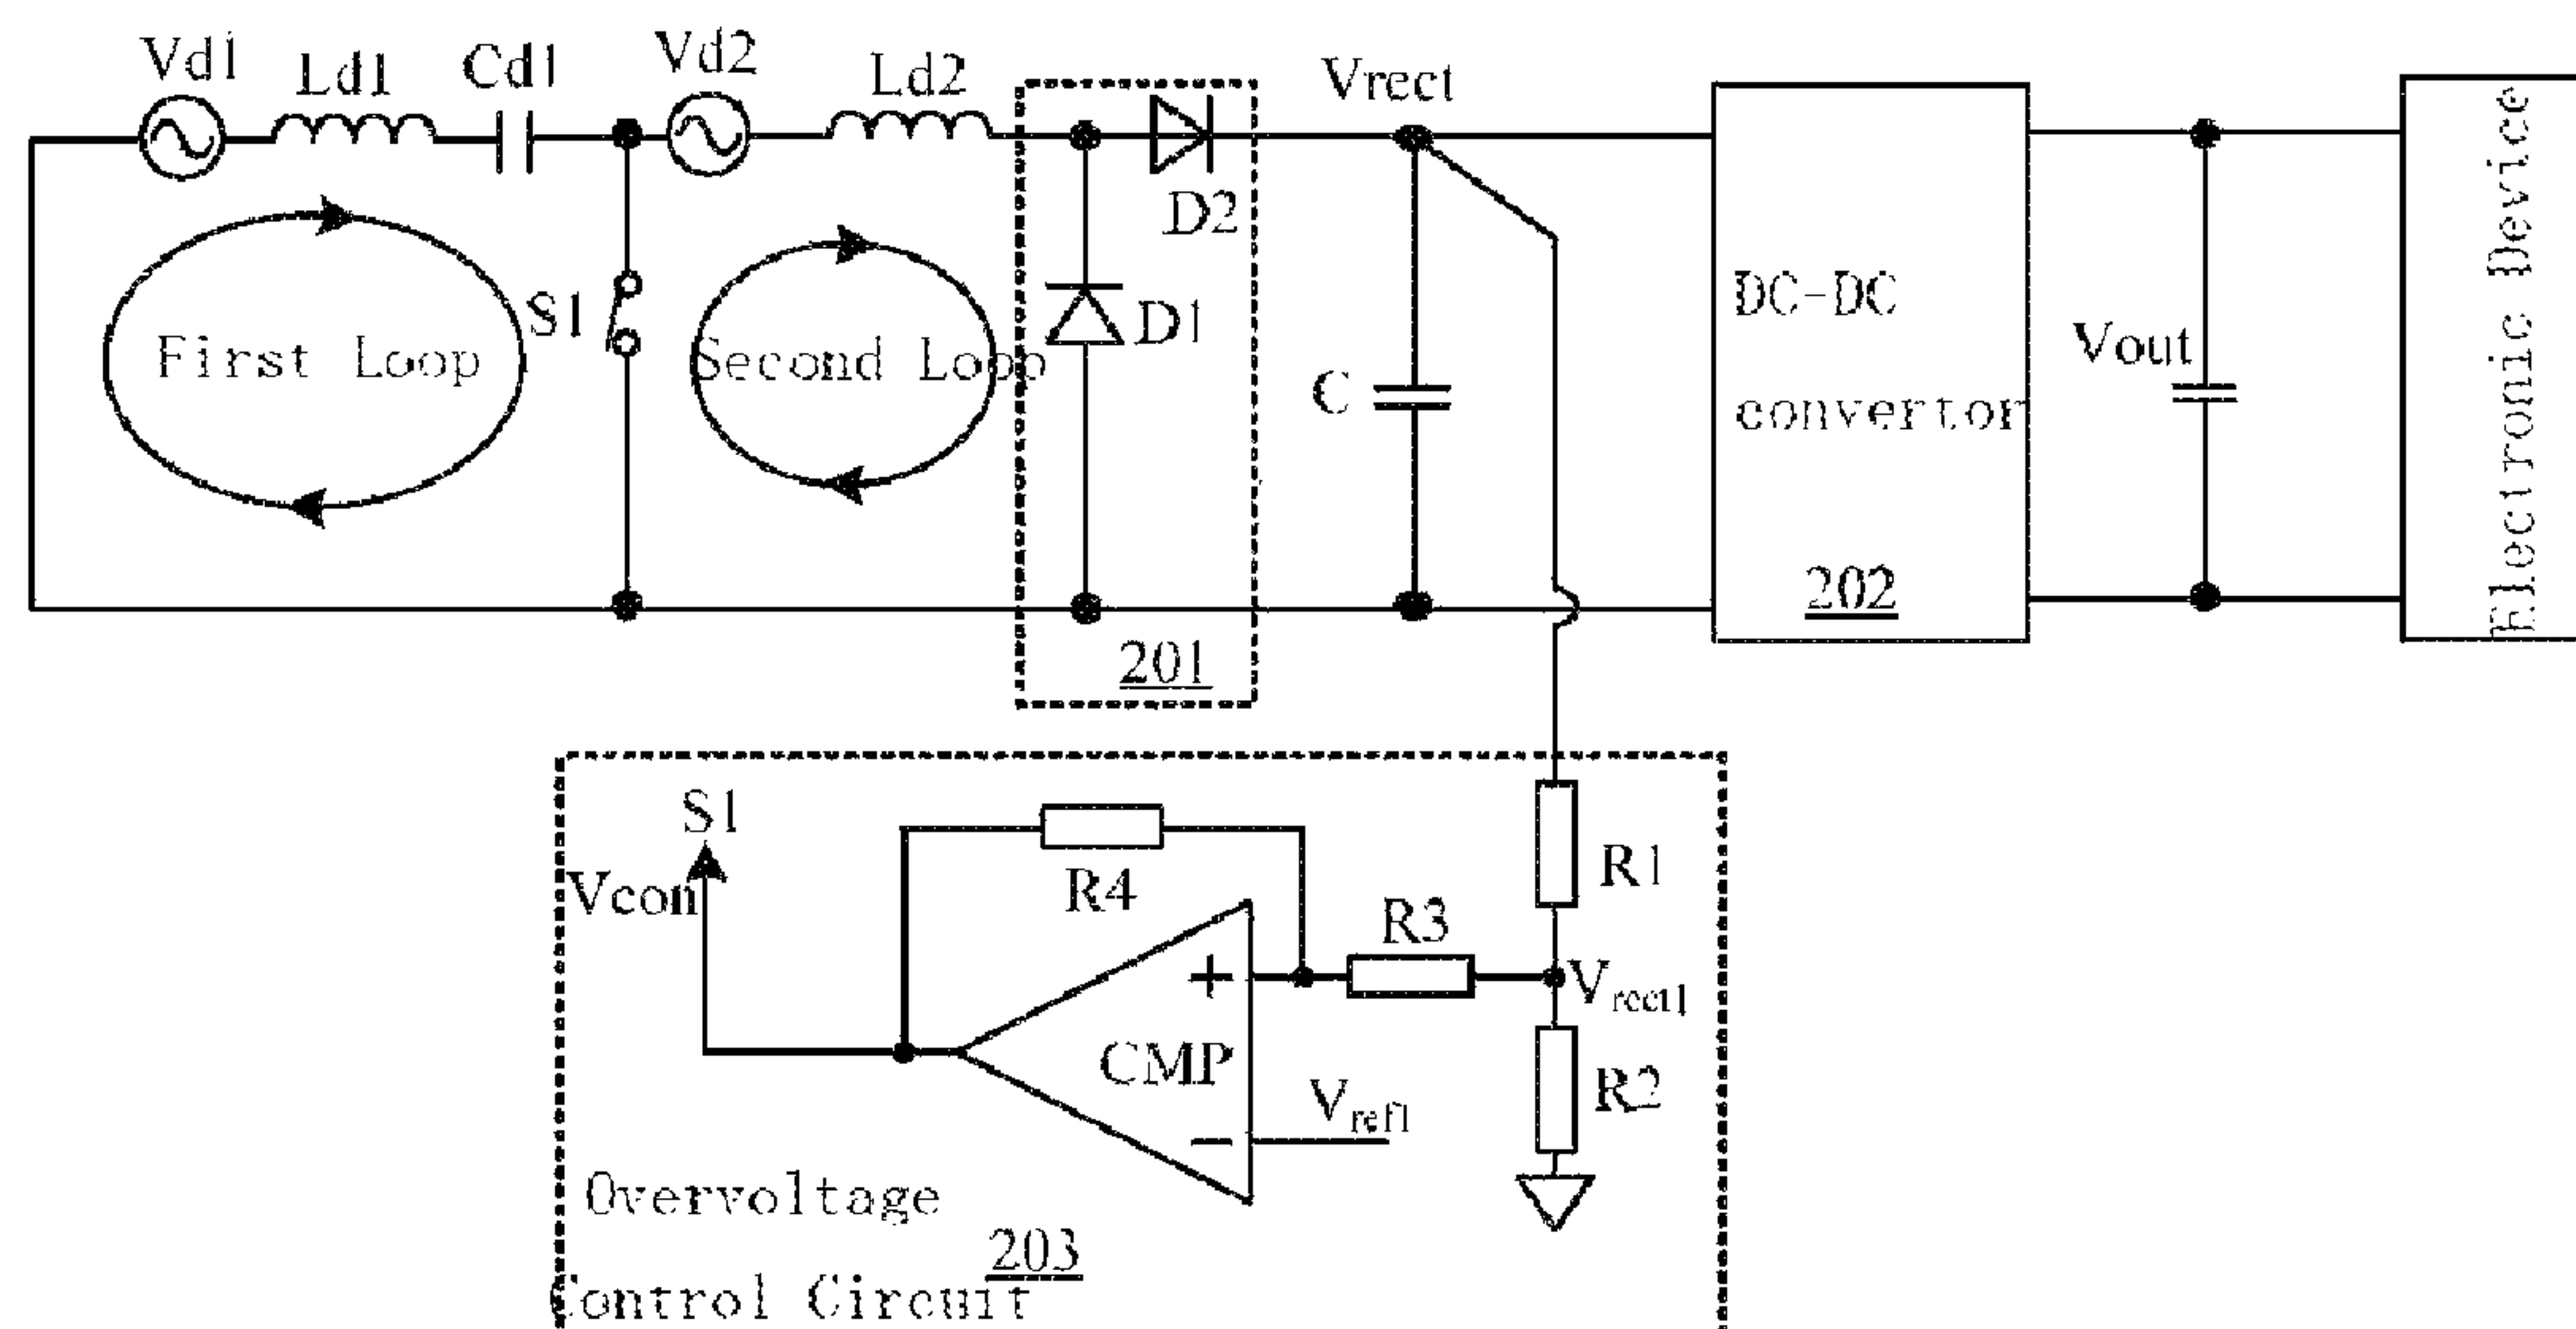 Vd1
Ld1
Cd1
Vd2
Ld2
Vrect
D2
S1
D1
First Loop
Second Loop
C
DC-DC
convertor
Vout
Electronic Device
202
201
S1
Vcon
R4
R1
R3
Vrect1
CMP
Vref1
R2
Overvoltage
203
Control Circuit